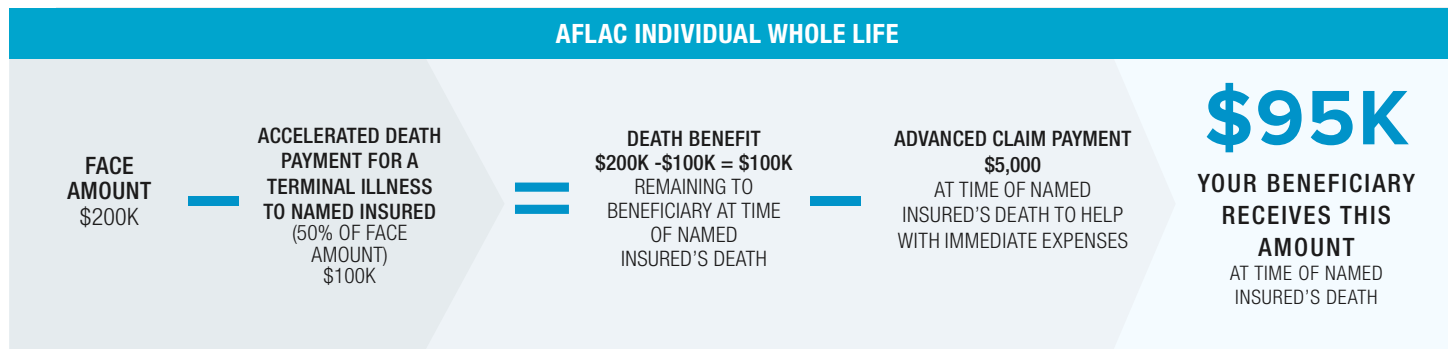 AFLAC INDIVIDUAL WHOLE LIFE
FACE
AMOUNT
$200K
ACCELERATED DEATH
PAYMENT FOR A
TERMINAL ILLNESS
TO NAMED INSURED
(50% OF FACE
AMOUNT)
$100K
DEATH BENEFIT
$200K -$100K = $100K
REMAINING TO
BENEFICIARY AT TIME
OF NAMED
INSURED'S DEATH
ADVANCED CLAIM PAYMENT
$5,000
AT TIME OF NAMED
INSURED'S DEATH TO HELP
WITH IMMEDIATE EXPENSES
$95K
YOUR BENEFICIARY
RECEIVES THIS
AMOUNT
AT TIME OF NAMED
INSURED'S DEATH